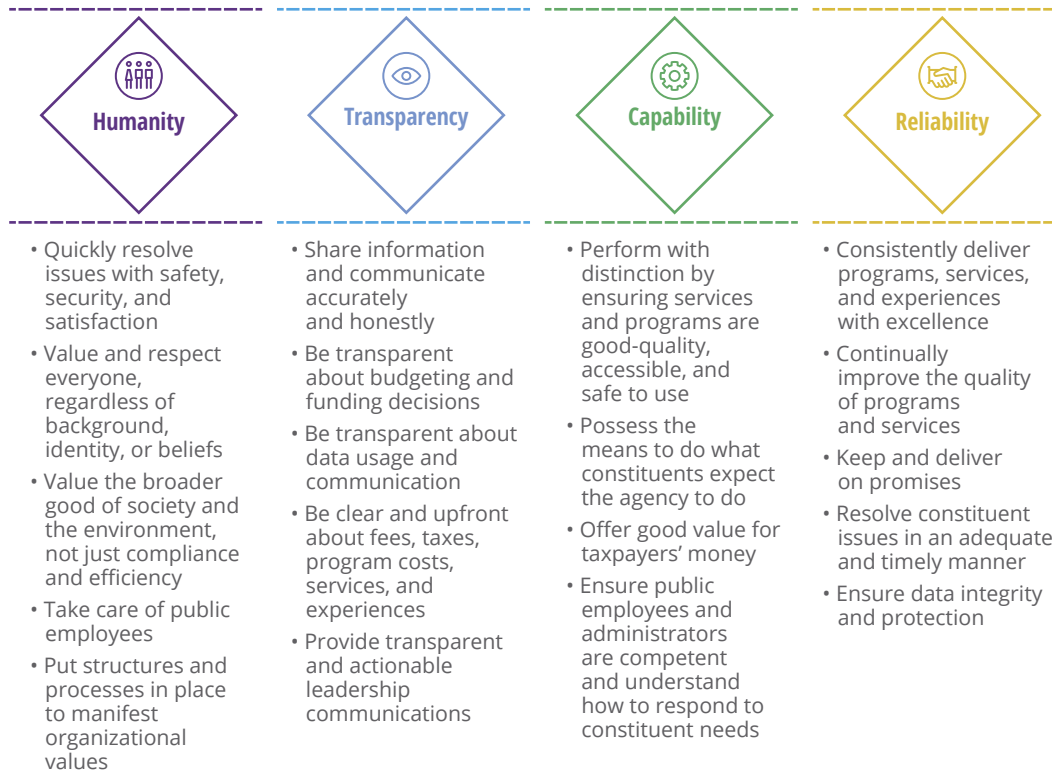 Humanity
• Quickly resolve
issues with safety,
security, and
satisfaction
• Value and respect
everyone,
regardless of
background,
identity, or beliefs
• Value the broader
good of society and
the environment,
not just compliance
and efficiency
• Take care of public
employees
• Put structures and
processes in place
to manifest
organizational
values
Transparency
• Share information
and communicate
accurately
and honestly
• Be transparent
about budgeting and
funding decisions
• Be transparent about
data usage and
communication
• Be clear and upfront
about fees, taxes,
program costs,
services, and
experiences
• Provide transparent
and actionable
leadership
communications
Capability
• Perform with
distinction by
ensuring services
and programs are
good-quality,
accessible, and
safe to use
• Possess the
means to do what
constituents expect
the agency to do
• Offer good value for
taxpayers’ money
• Ensure public
employees and
administrators
are competent
and understand
how to respond to
constituent needs
Reliability
• Consistently deliver
programs, services,
and experiences
with excellence
• Continually
improve the quality
of programs
and services
• Keep and deliver
on promises
• Resolve constituent
issues in an adequate
and timely manner
• Ensure data integrity
and protection